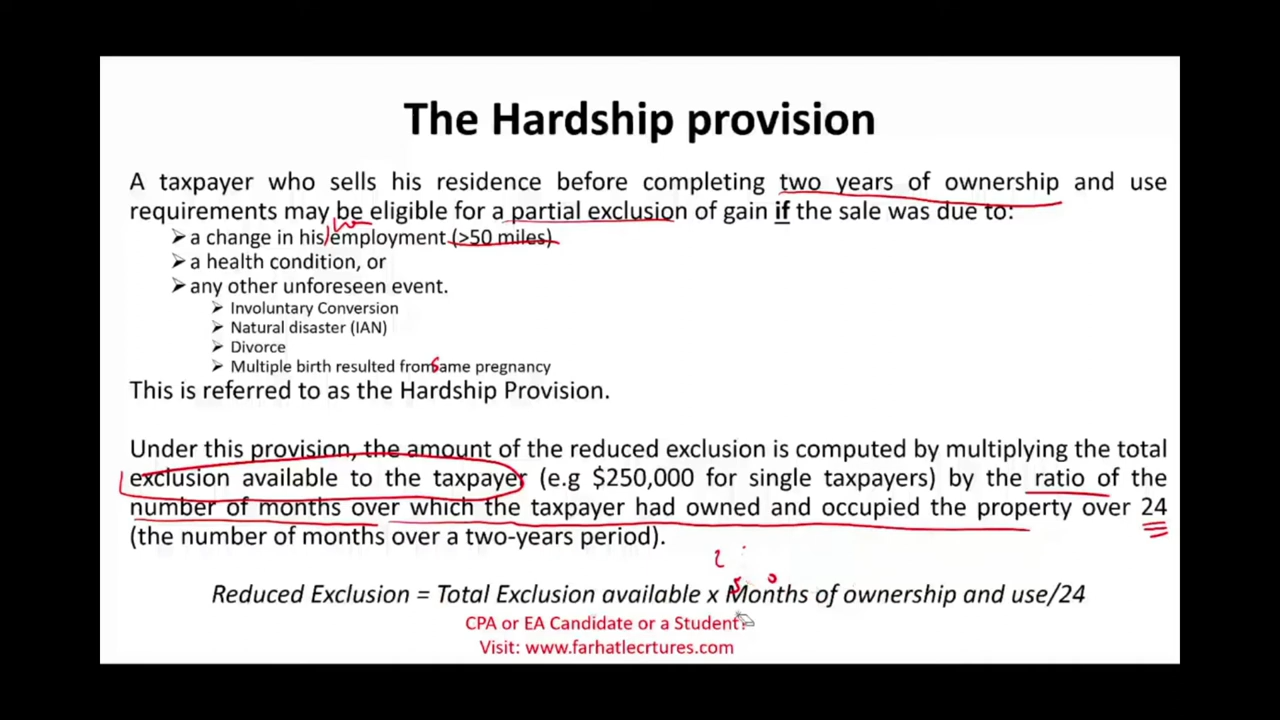 The Hardship provision
A taxpayer who sells his residence before completing two years of ownership and use
requirements may be eligible for a partial exclusion of gain if the sale was due to:
➤ a change in his employment (>50 miles)
➤ a health condition, or
➤ any other unforeseen event.
➤ Involuntary Conversion
➤ Natural disaster (IAN)
➤ Divorce
➤ Multiple birth resulted from same pregnancy
This is referred to as the Hardship Provision.
Under this provision, the amount of the reduced exclusion is computed by multiplying the total
exclusion available to the taxpayer (e.g $250,000 for single taxpayers) by the ratio of the
number of months over which the taxpayer had owned and occupied the property over 24
(the number of months over a two-years period).
Reduced Exclusion = Total Exclusion available x Months of ownership and use/24
CPA or EA Candidate or a Student?
Visit: www.farhatlecrtures.com